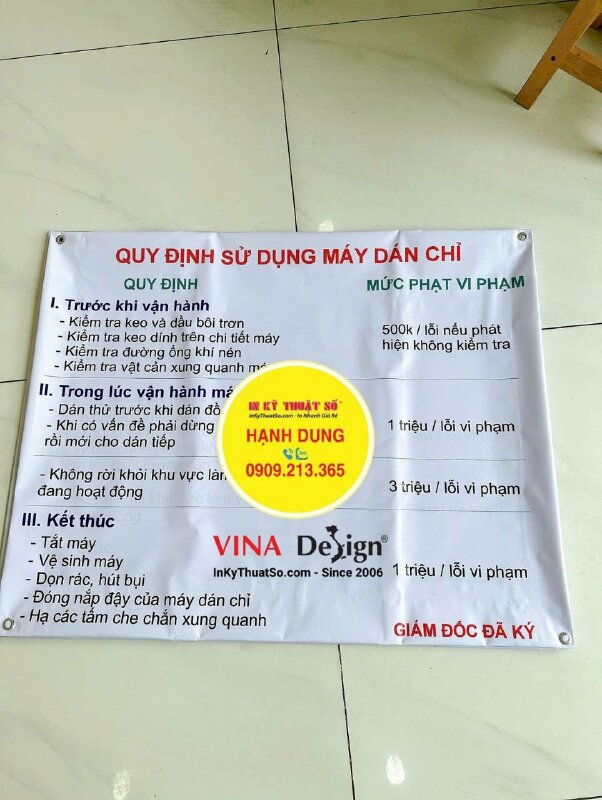 QUY ĐỊNH SỬ DỤNG MÁY DÁN CHỈ
QUY ĐỊNH
MỨC PHẠT VI PHẠM
I. Trước khi vận hành
- Kiểm tra keo và dầu bôi trơn
- Kiểm tra keo dính trên chi tiết máy
- Kiểm tra đường ống khí nén
- Kiểm tra vật cản xung quanh
500k / lỗi nếu phát
hiện không kiểm tra
II. Trong lúc vận hành
- Dán thử trước khi dán đồ
- Khi có vấn đề phải dừng
rồi mới cho dán tiếp
1 triệu / lỗi vi phạm
- Không rời khỏi khu vực
đang hoạt động
3 triệu / lỗi vi phạm
III. Kết thúc
- Tắt máy
- Vệ sinh máy
- Dọn rác, hút bụi
- Đóng nắp đậy của máy dán chỉ
- Hạ các tấm che chắn xung quanh
1 triệu / lỗi vi phạm
GIÁM ĐỐC ĐÃ KÝ
IN KỸ THUẬT SỐ
InKyThuatSo.com - In Nhanh Giá Rẻ
HẠNH DUNG
Zalo
0909.213.365
VINA Design®
InKyThuatSo.com - Since 2006